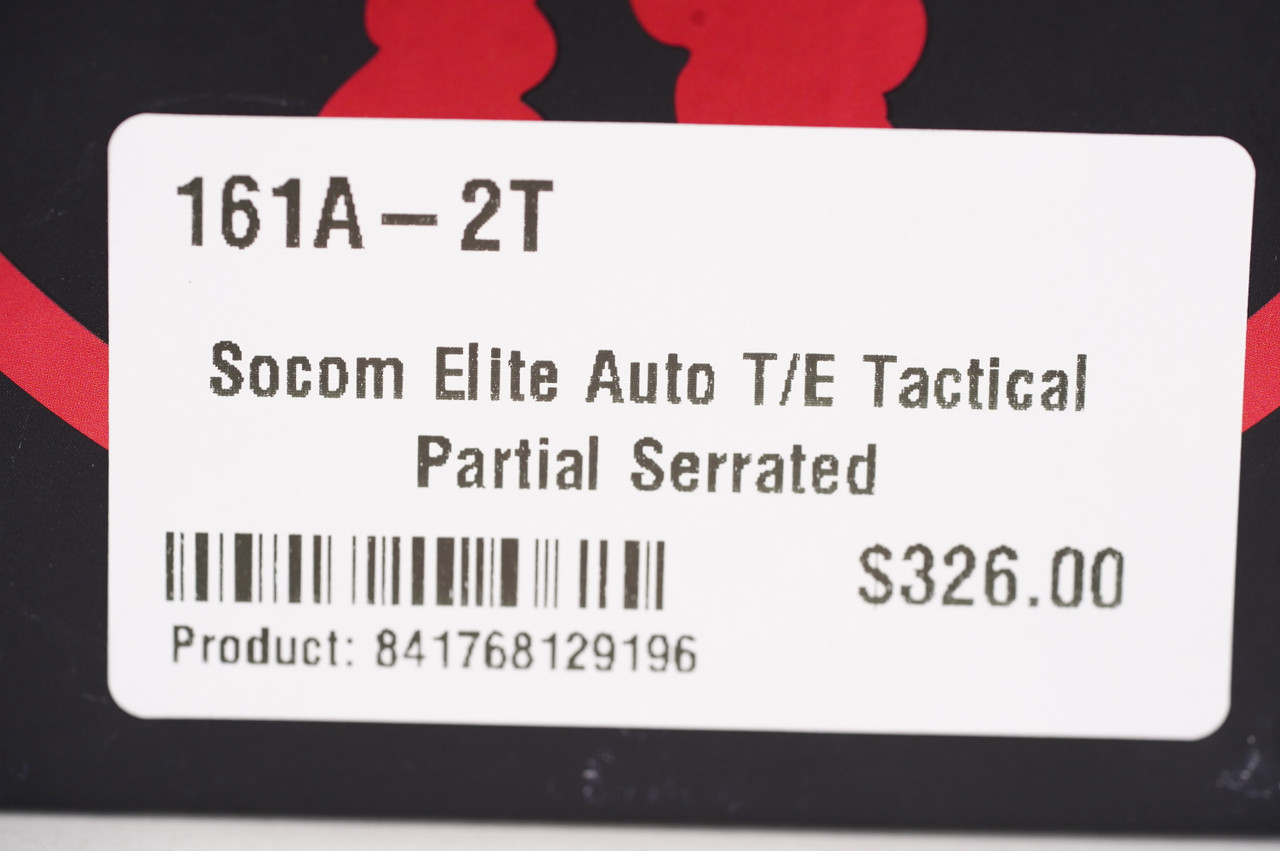 161A-2T
Socom Elite Auto T/E Tactical
Partial Serrated
$326.00
Product: 841768129196